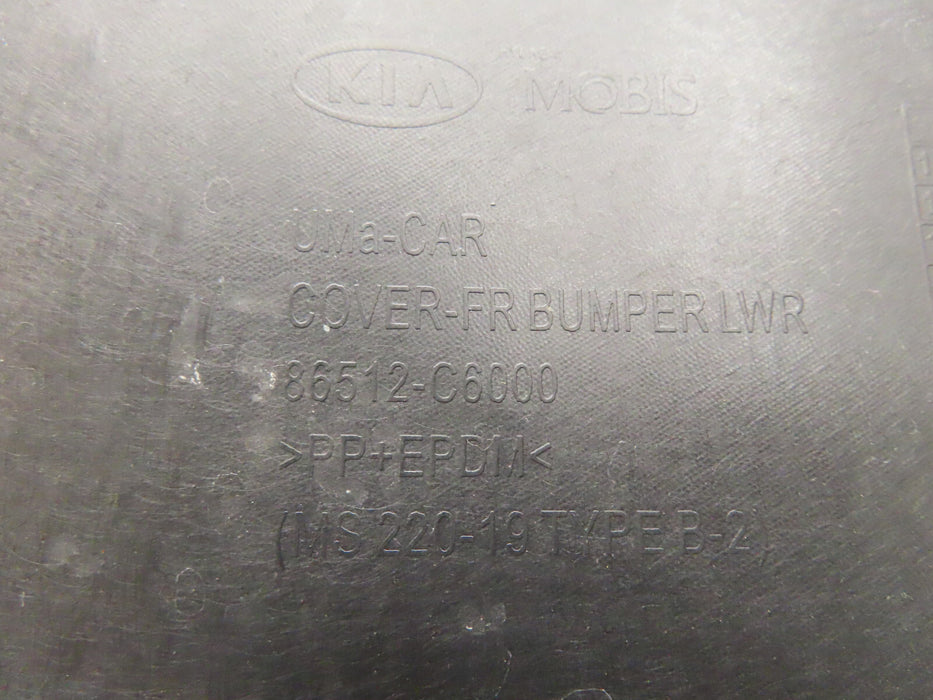 KIA MOBIS
UMa-CAR
COVER-FR BUMPER LWR
86512-C6000
>PP+EPDM<
(MS 220-19 TYPE B-2)